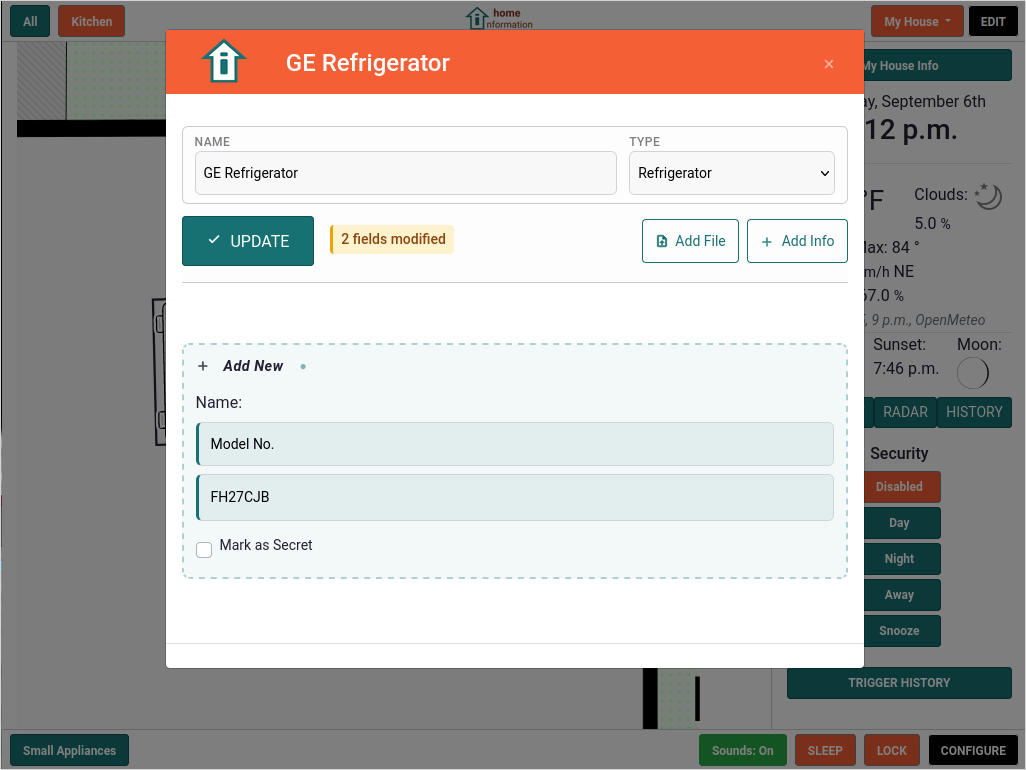 All
Kitchen
home
nformation
My House
EDIT
GE Refrigerator
×
My House Info
ay, September 6th
12 p.m.
NAME
TYPE
GE Refrigerator
Refrigerator
UPDATE
2 fields modified
Add File
Add Info
°F
Clouds:
5.0 %
Max: 84 °
m/h NE
67.0 %
, 9 p.m., OpenMeteo
Sunset:
Moon:
7:46 p.m.
RADAR
HISTORY
+ Add New
Name:
Model No.
FH27CJB
Mark as Secret
Security
Disabled
Day
Night
Away
Snooze
TRIGGER HISTORY
Small Appliances
Sounds: On
SLEEP
LOCK
CONFIGURE